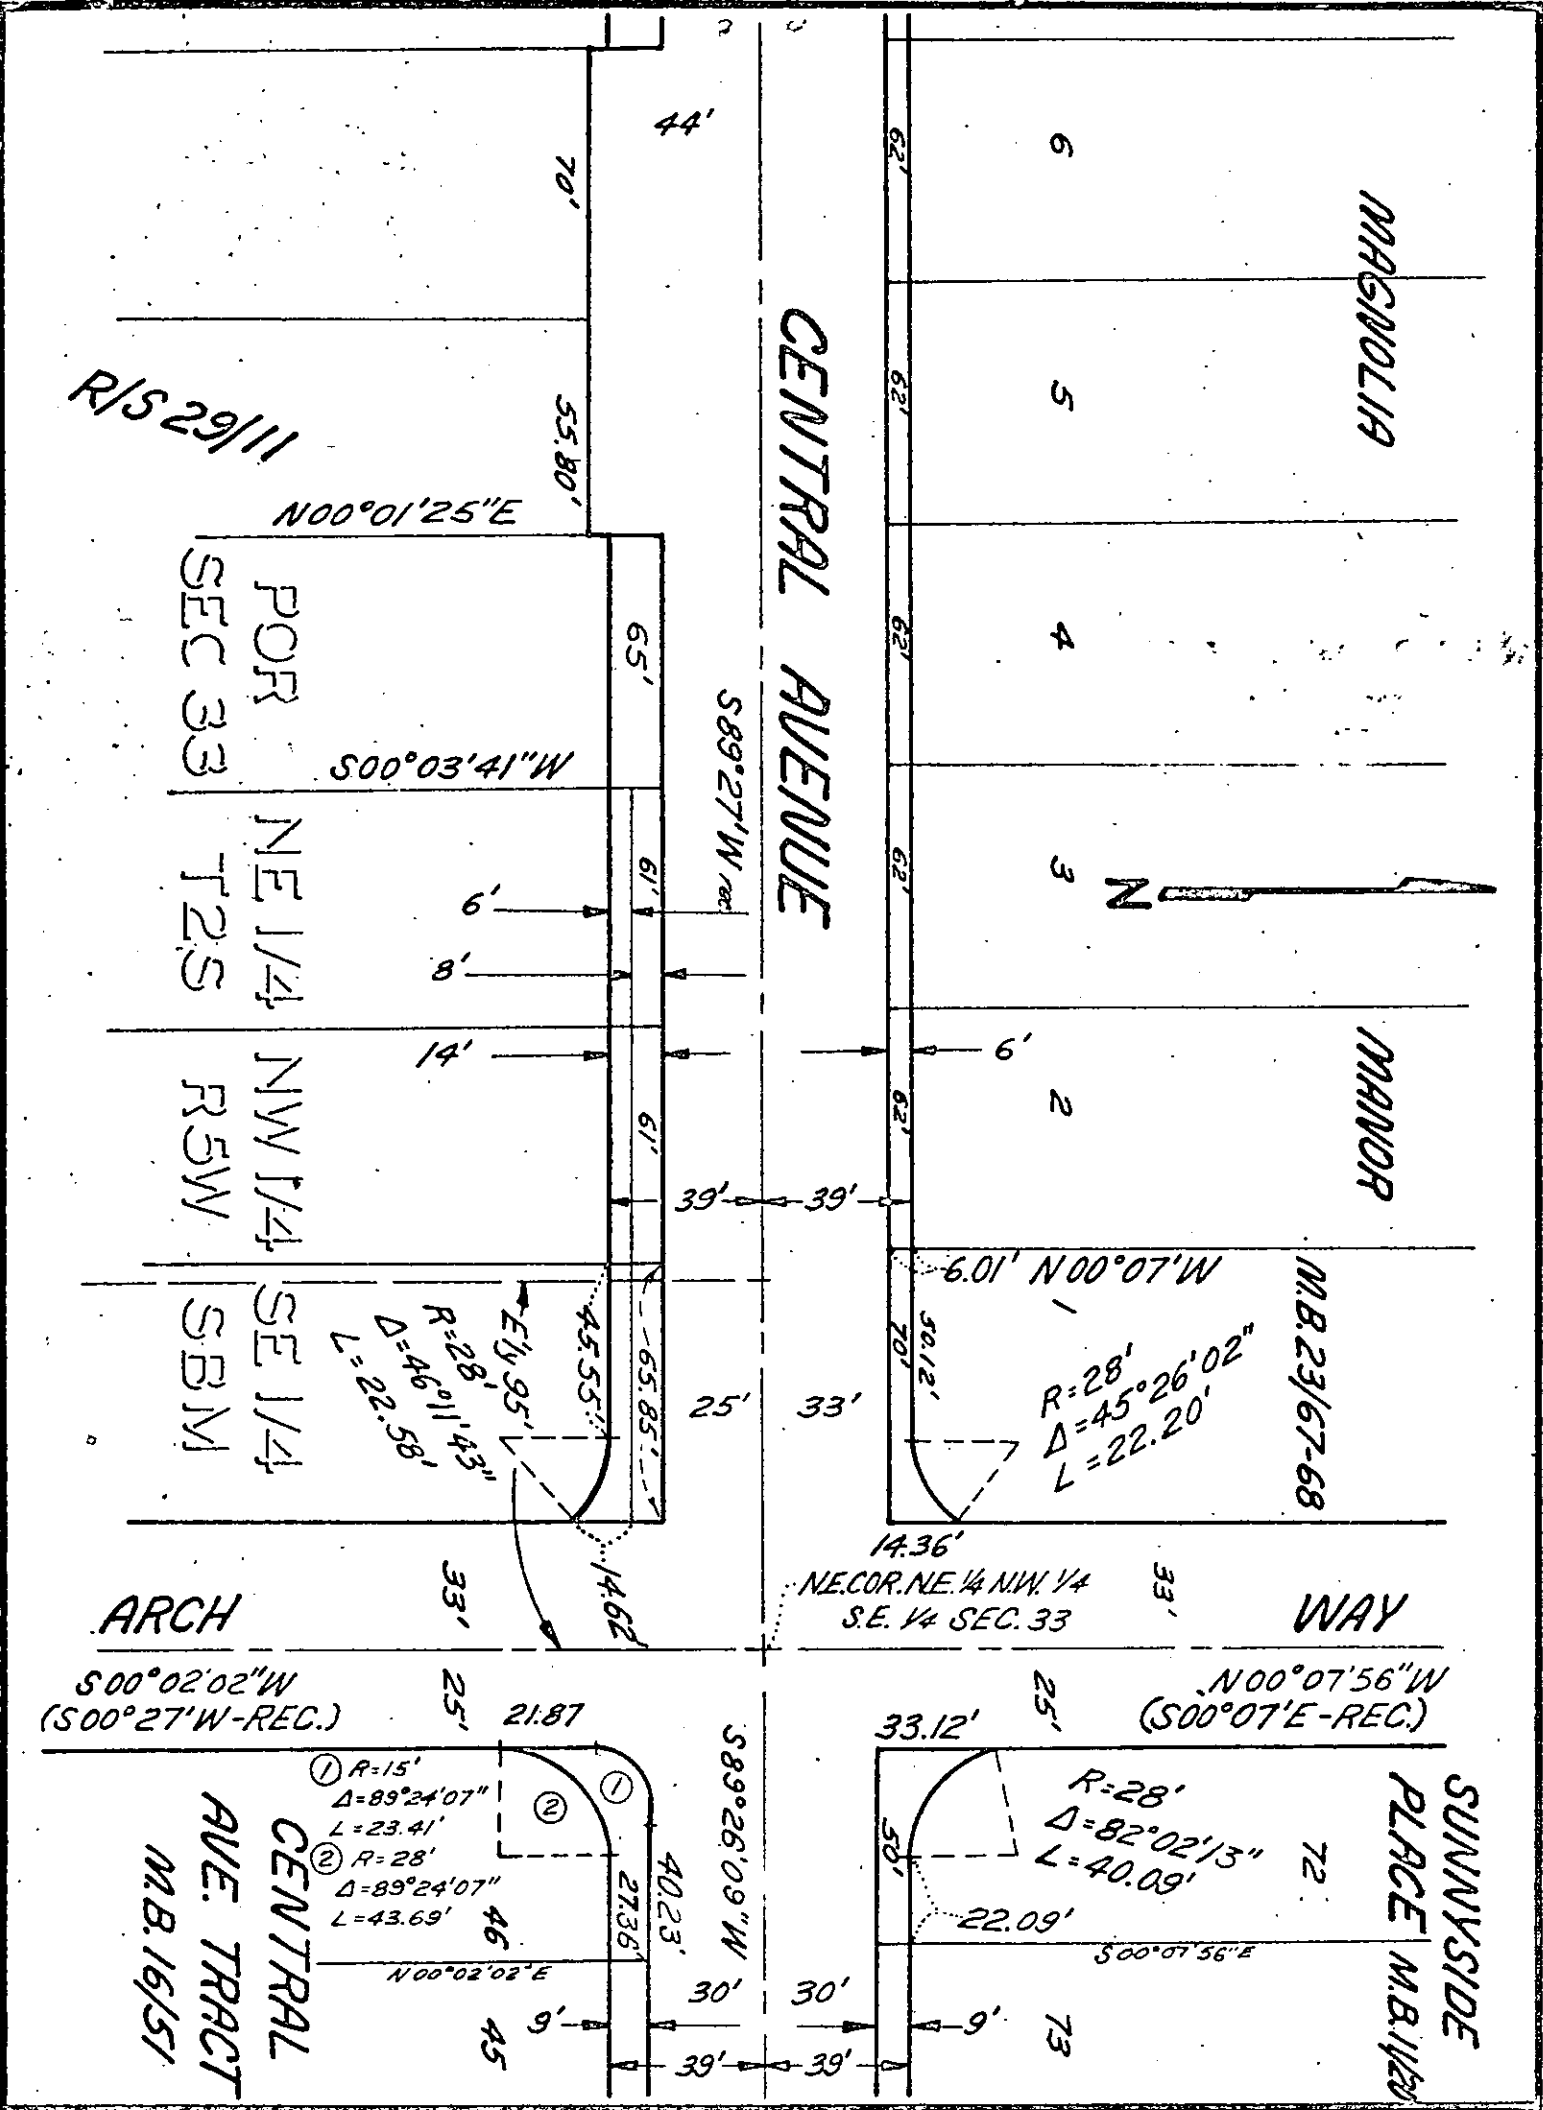 MAGNOLIA
MANOR
M.B. 23/67-68
6
5
4
3
2
1
N
62'
62'
62'
62'
62'
70'
50.12'
6'
6.01' N00°07'W
R=28'
Δ=45°26'02"
L=22.20'
44'
70'
55.80'
R/S 29/11
N00°01'25"E
CENTRAL AVENUE
S89°27'W rec
65'
S00°03'41"W
61'
61'
6'
8'
14'
39'
39'
POR NE 1/4 NW 1/4 SE 1/4
SEC 33 T2S R5W SBM
45.55'
65.85'
E'ly 95'
R=28'
Δ=46°11'43"
L=22.58'
25'
33'
14.36'
14.62'
N.E. COR. N.E. 1/4 N.W. 1/4
S.E. 1/4 SEC. 33
33'
33'
ARCH WAY
S00°02'02"W
(S00°27'W-REC.)
N00°07'56"W
(S00°07'E-REC.)
25'
25'
21.87
33.12'
S89°26'09"W
① R=15'
Δ=89°24'07"
L=23.41'
② R=28'
Δ=89°24'07"
L=43.69'
①
②
40.23'
27.36'
46
45
N00°02'02"E
CENTRAL
AVE. TRACT
M.B. 16/51
50'
R=28'
Δ=82°02'13"
L=40.09'
22.09'
72
73
S00°07'56"E
SUNNYSIDE
PLACE M.B. 11/20
30'
30'
9'
9'
39'
39'